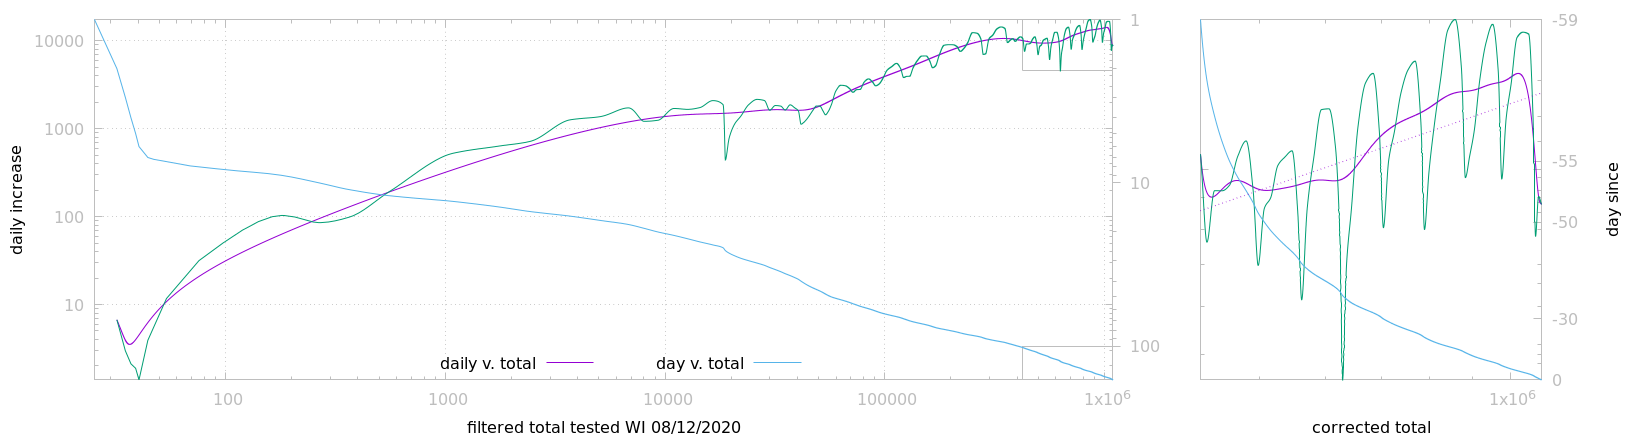 10000
1000
100
10
daily increase
100
1000
10000
100000
1x10^6
filtered total tested WI 08/12/2020
daily v. total
day v. total
1
10
100
-59
-55
-50
-30
0
day since
1x10^6
corrected total